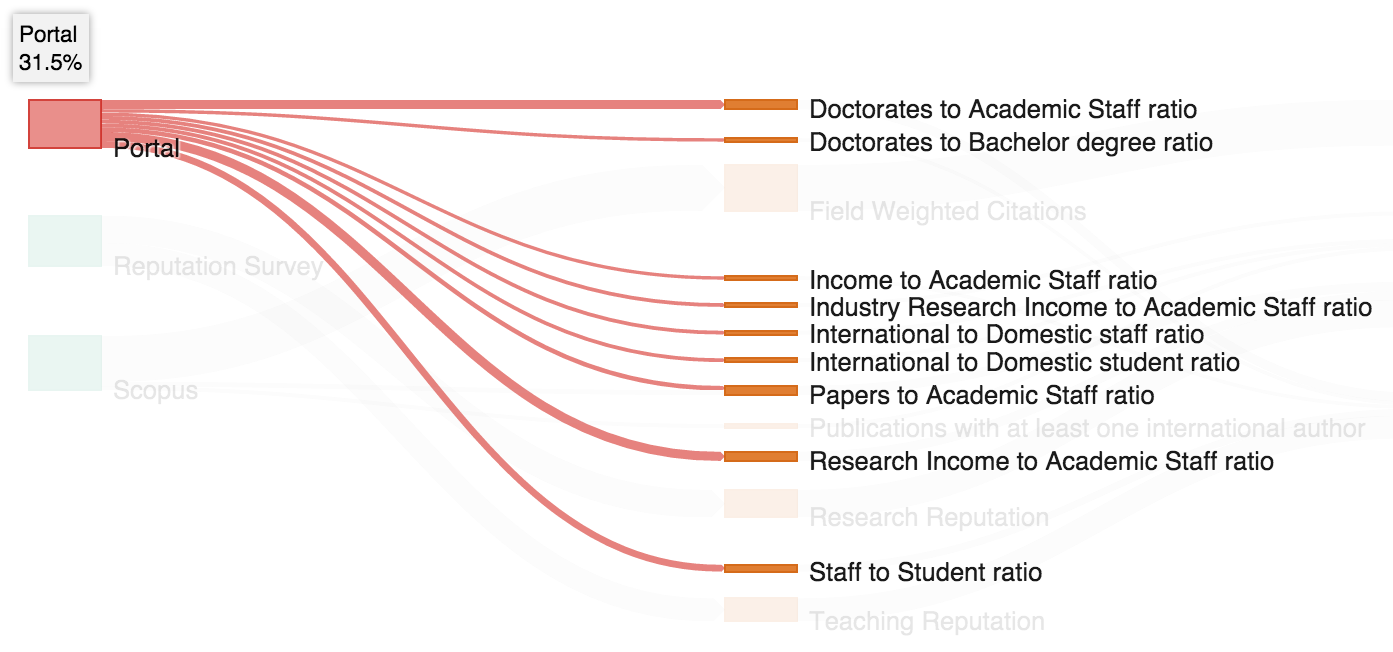 Portal
31.5%
Portal
Reputation Survey
Scopus
Doctorates to Academic Staff ratio
Doctorates to Bachelor degree ratio
Field Weighted Citations
Income to Academic Staff ratio
Industry Research Income to Academic Staff ratio
International to Domestic staff ratio
International to Domestic student ratio
Papers to Academic Staff ratio
Publications with at least one international author
Research Income to Academic Staff ratio
Research Reputation
Staff to Student ratio
Teaching Reputation